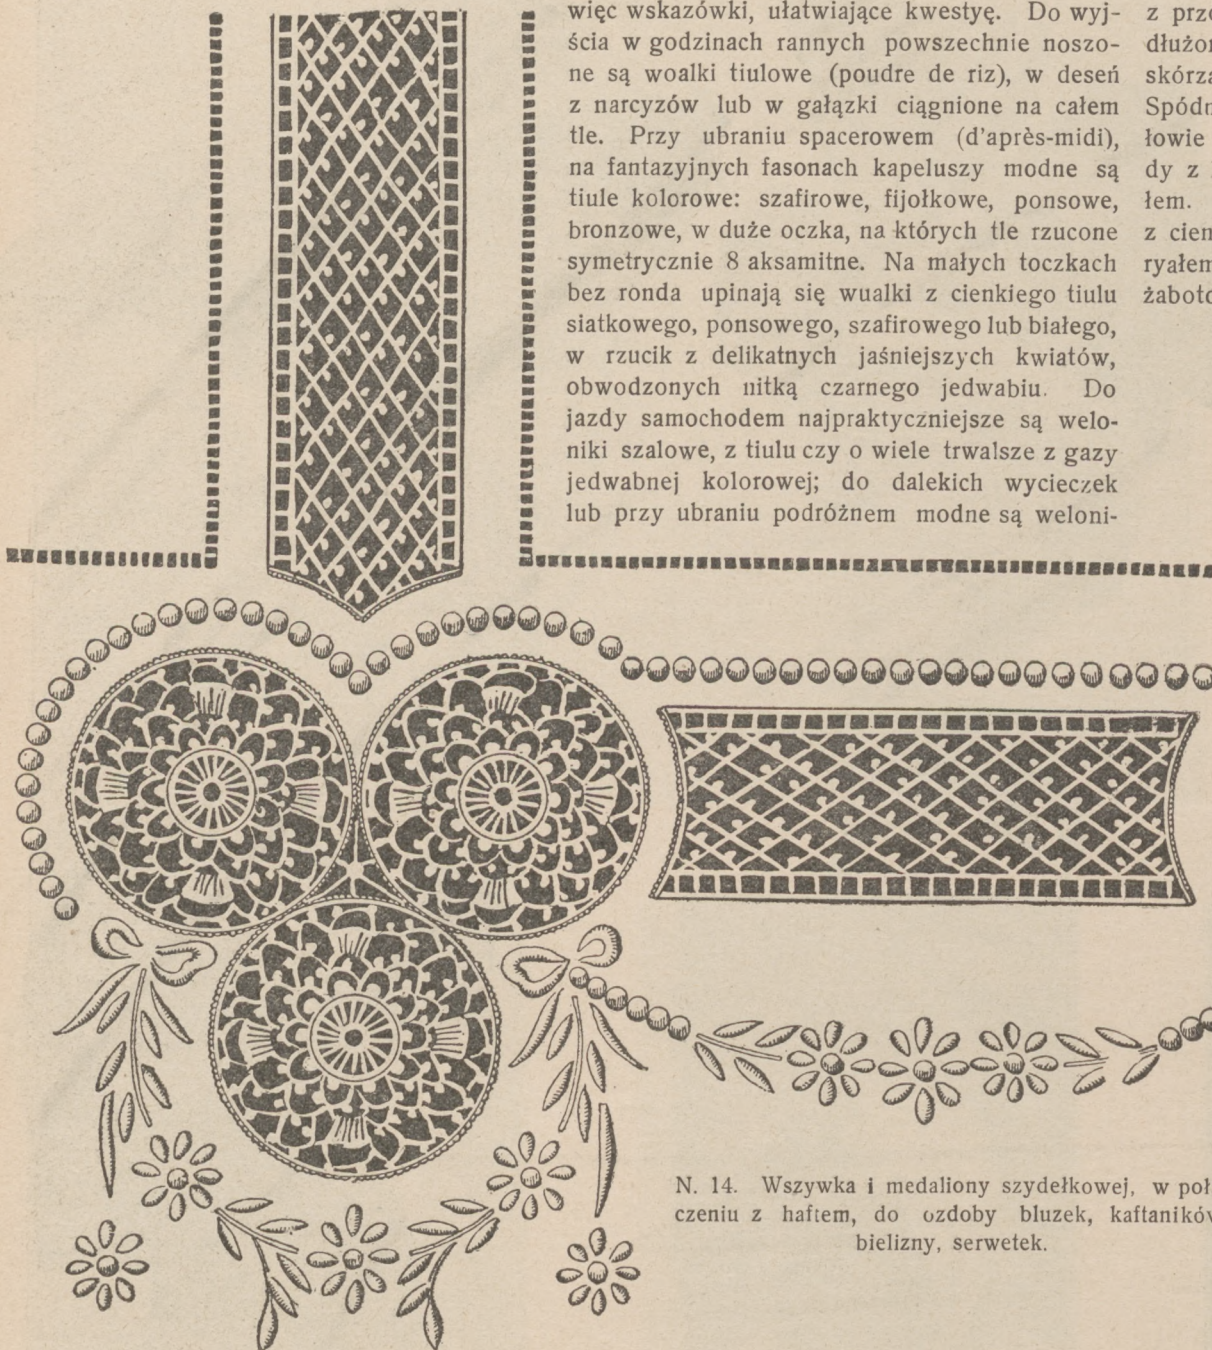 więc wskazówki, ułatwiające kwestyę. Do wyj-
ścia w godzinach rannych powszechnie noszo-
ne są woalki tiulowe (poudre de riz), w deseń
z narcyzów lub w gałązki ciągnione na całem
tle. Przy ubraniu spacerowem (d'après-midi),
na fantazyjnych fasonach kapeluszy modne są
tiule kolorowe: szafirowe, fijołkowe, ponsowe,
bronzowe, w duże oczka, na których tle rzucone
symetrycznie 8 aksamitne. Na małych toczkach
bez ronda upinają się wualki z cienkiego tiulu
siatkowego, ponsowego, szafirowego lub białego,
w rzucik z delikatnych jaśniejszych kwiatów,
obwodzonych nitką czarnego jedwabiu. Do
jazdy samochodem najpraktyczniejsze są welo-
niki szalowe, z tiulu czy o wiele trwalsze z gazy
jedwabnej kolorowej; do dalekich wycieczek
lub przy ubraniu podróżnem modne są weloni-
z
łowie
dy z
łem.
z
N. 14. Wszywka i medaliony szydełkowej, w poł
czeniu z haftem, do ozdoby bluzek, kaftaników
bielizny, serwetek.